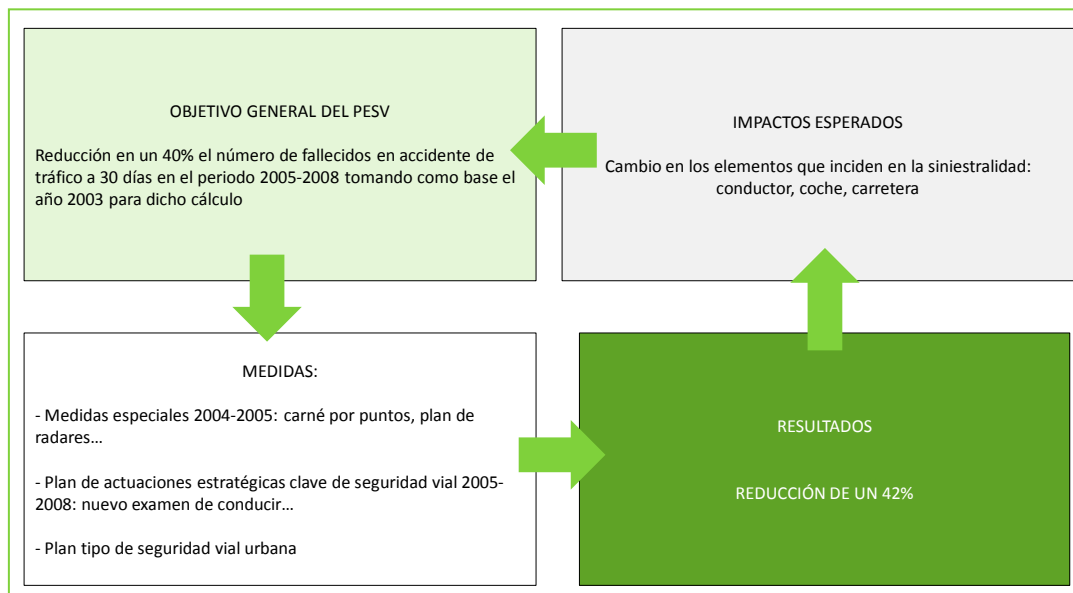 OBJETIVO GENERAL DEL PESV
Reducción en un 40% el número de fallecidos en accidente de
tráfico a 30 días en el periodo 2005-2008 tomando como base el
año 2003 para dicho cálculo
IMPACTOS ESPERADOS
Cambio en los elementos que inciden en la siniestralidad:
conductor, coche, carretera
MEDIDAS:
- Medidas especiales 2004-2005: carné por puntos, plan de
radares…
- Plan de actuaciones estratégicas clave de seguridad vial 2005-
2008: nuevo examen de conducir…
- Plan tipo de seguridad vial urbana
RESULTADOS
REDUCCIÓN DE UN 42%